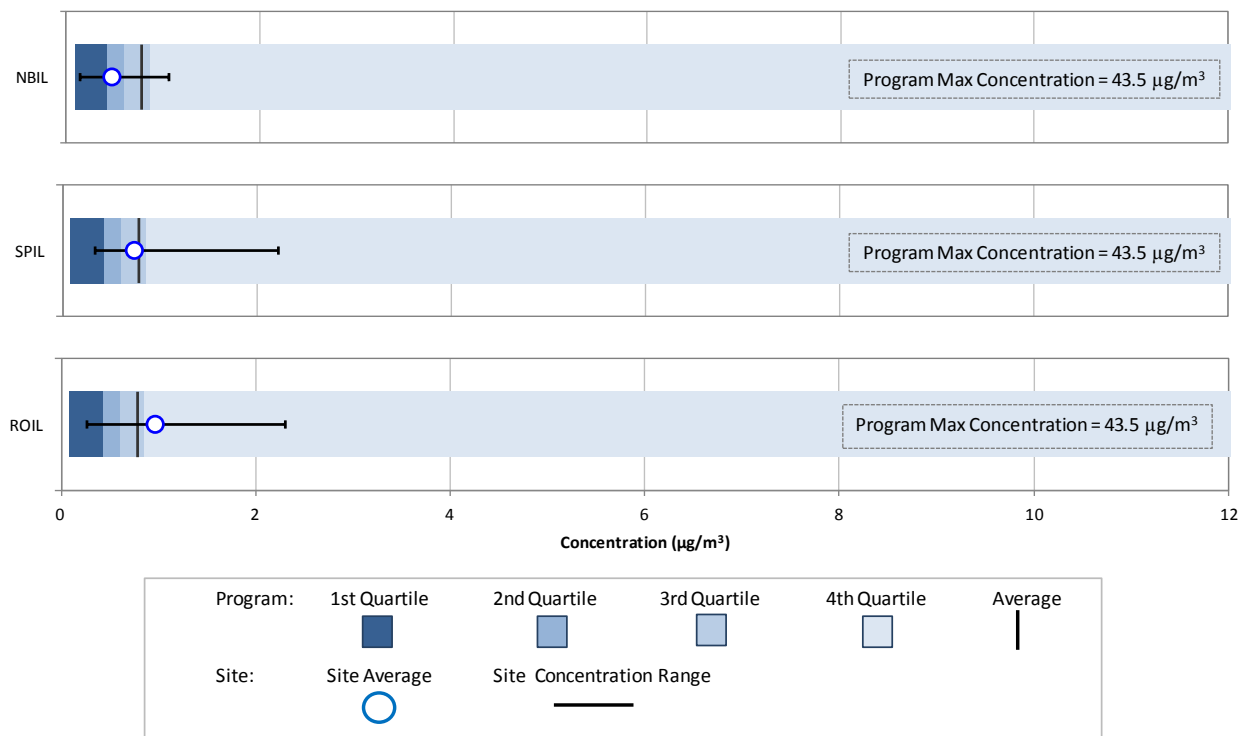 NBIL
Program Max Concentration = 43.5 µg/m³
SPIL
Program Max Concentration = 43.5 µg/m³
ROIL
Program Max Concentration = 43.5 µg/m³
0 2 4 6 8 10 12
Concentration (µg/m³)
Program: 1st Quartile 2nd Quartile 3rd Quartile 4th Quartile Average
Site: Site Average Site Concentration Range